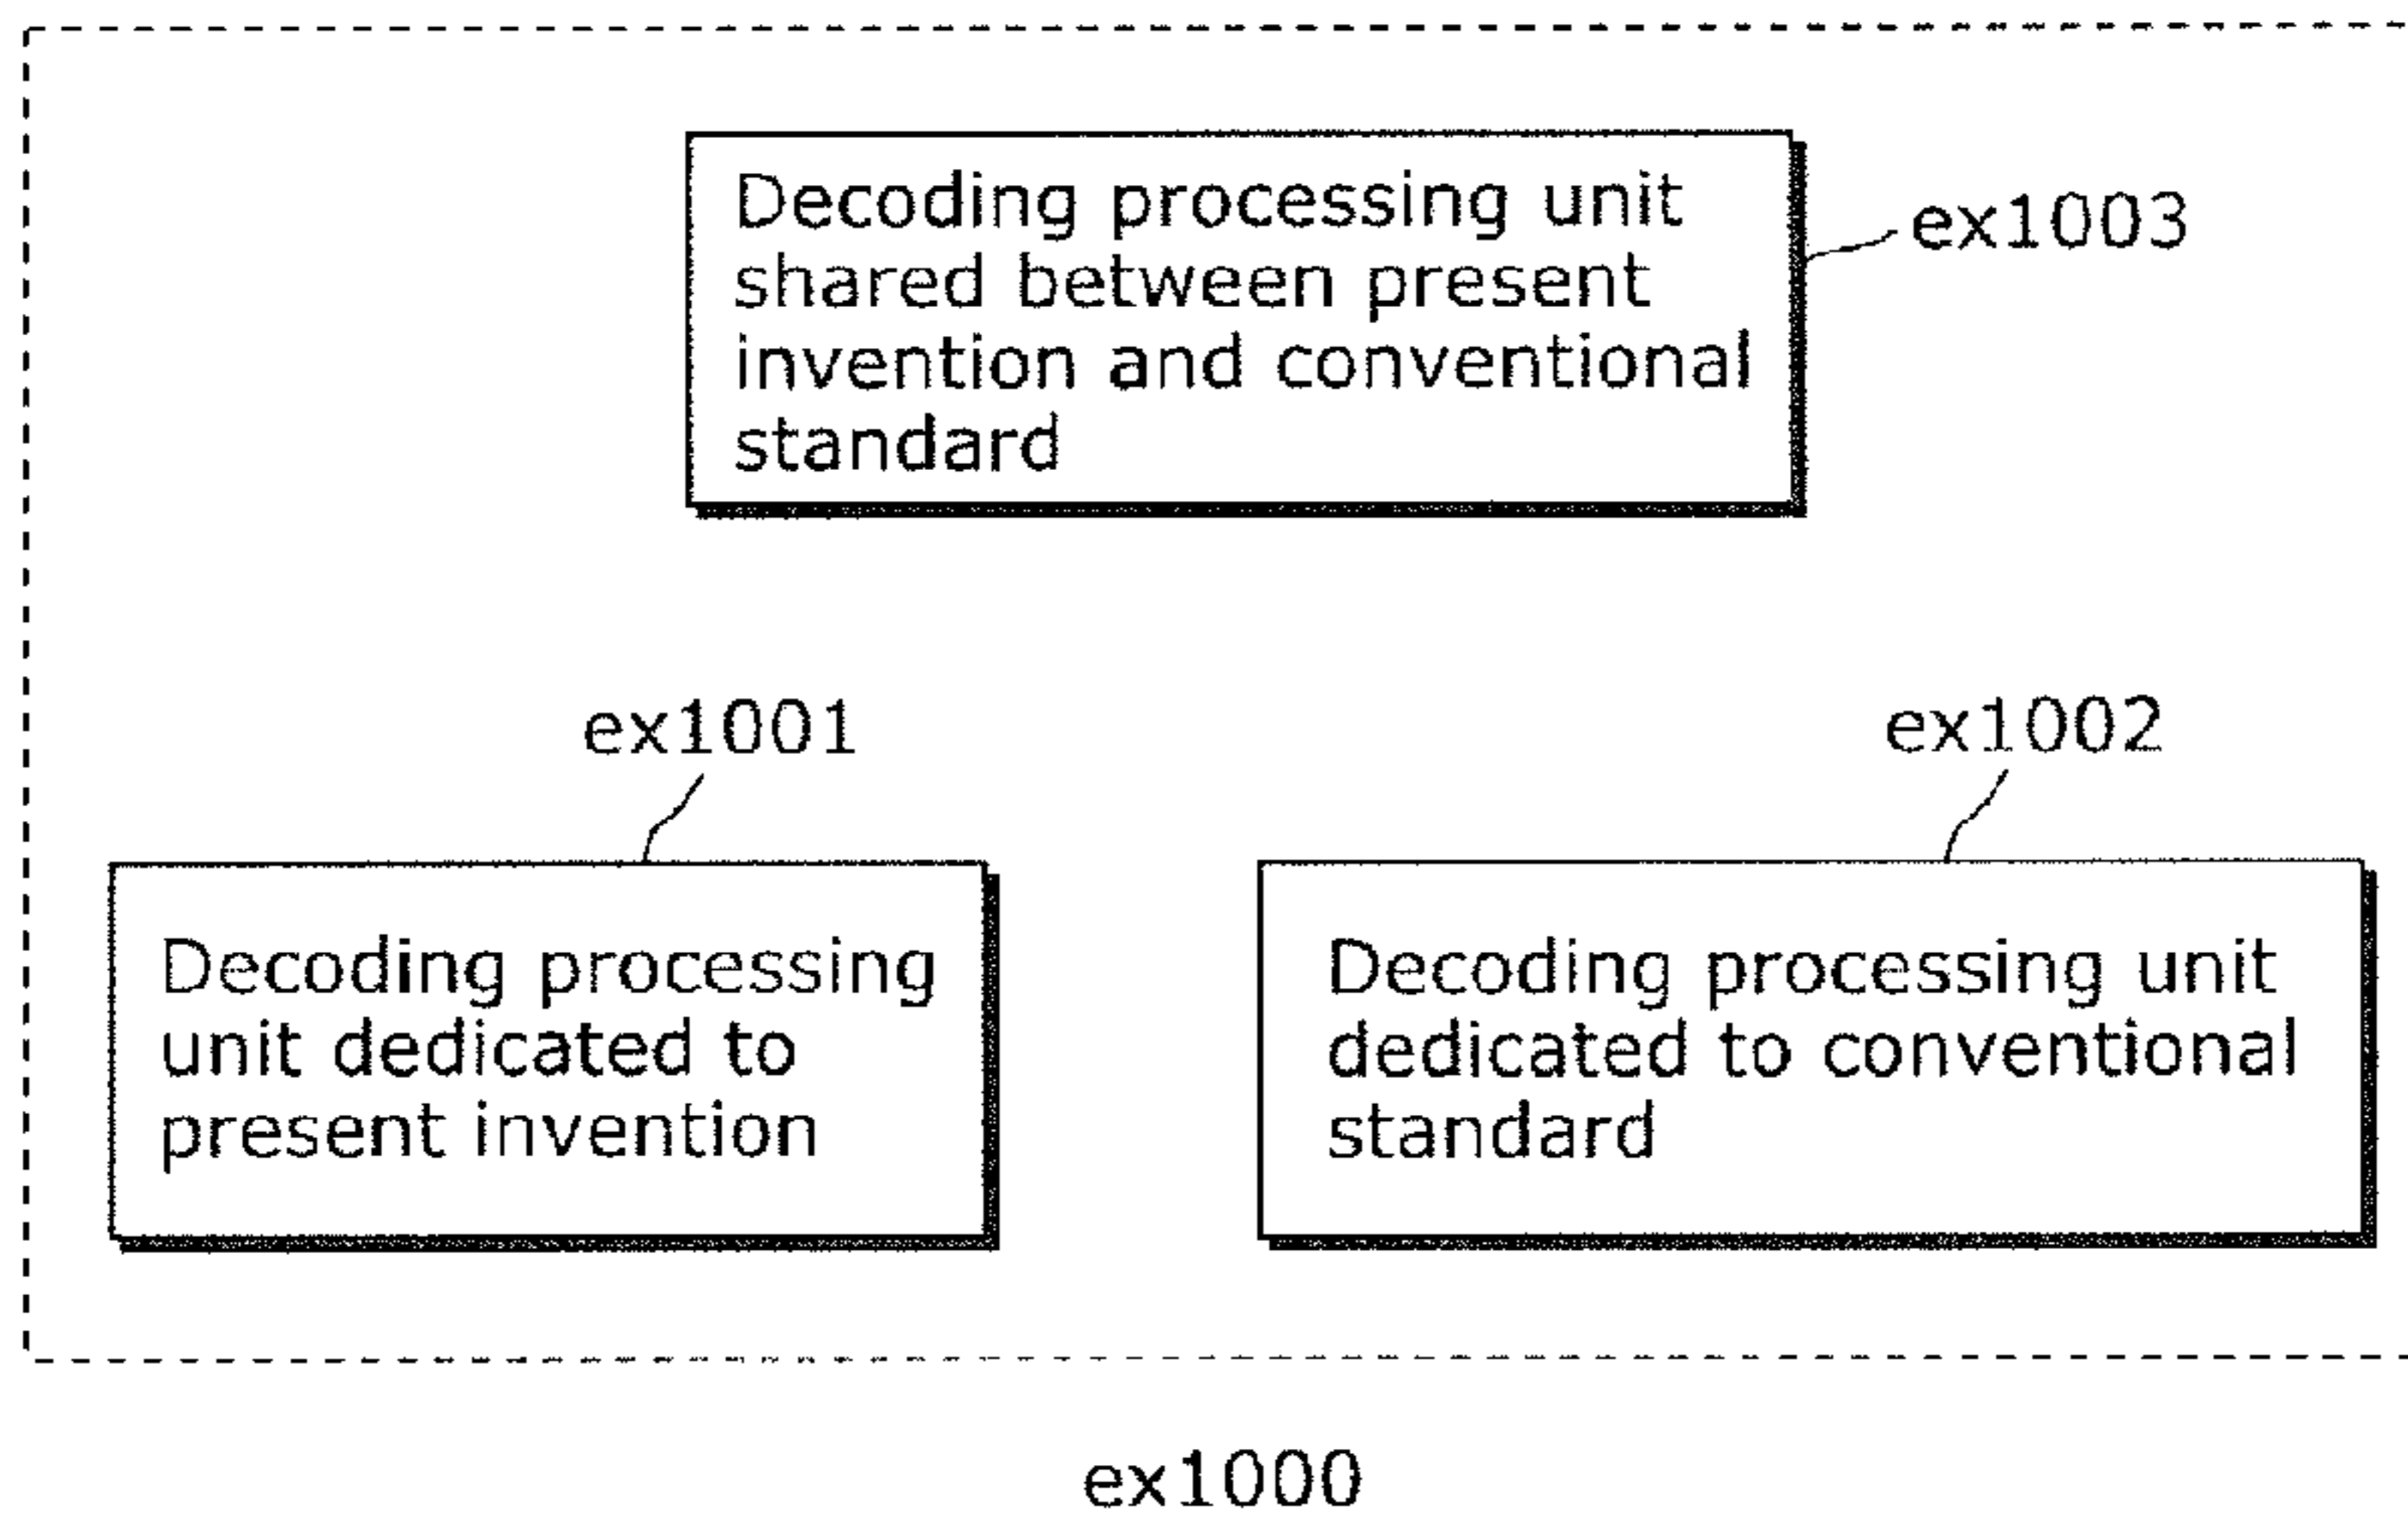 Decoding processing unit
shared between present
invention and conventional
standard
ex1003
ex1001
ex1002
Decoding processing
unit dedicated to
present invention
Decoding processing unit
dedicated to conventional
standard
ex1000